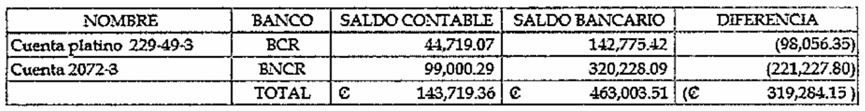 NOMBRE BANCO SALDO CONTABLE SALDO BANCARIO DIFERENCIA
Cuenta platino 229-49-3 BCR 44,719.07 142,775.42 (98,056.35)
Cuenta 2072-3 BNCR 99,000.29 320,228.09 (221,227.80)
TOTAL ₡ 143,719.36 ₡ 463,003.51 (₡ 319,284.15)